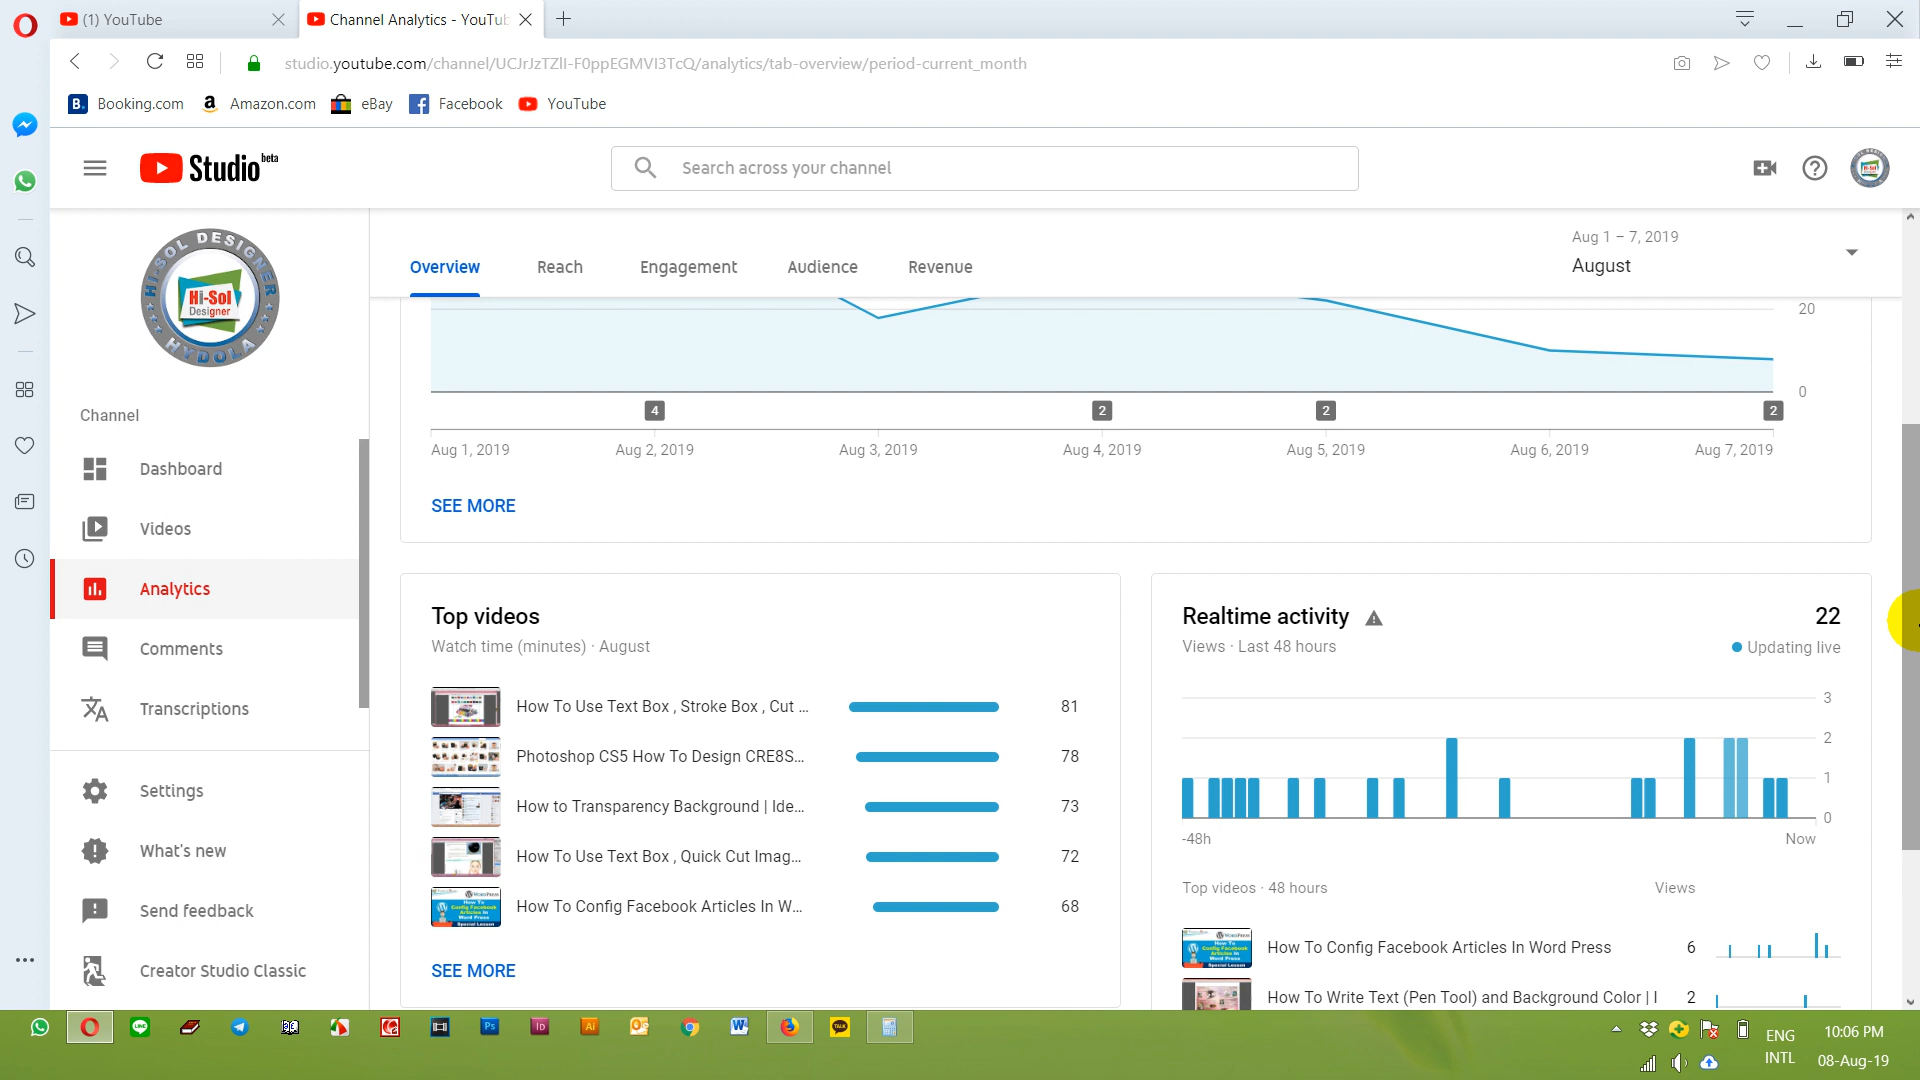 (1) YouTube
Channel Analytics - YouTub
studio.youtube.com/channel/UCJrJzTZlI-F0ppEGMVl3TcQ/analytics/tab-overview/period-current_month
Booking.com
Amazon.com
eBay
Facebook
YouTube
Studio beta
Search across your channel
HI-SOL DESIGNER
Hi-Sol
Designer
HYDOLA
Channel
Dashboard
Videos
Analytics
Comments
Transcriptions
Settings
What's new
Send feedback
Creator Studio Classic
Overview
Reach
Engagement
Audience
Revenue
Aug 1 – 7, 2019
August
20
0
4
2
2
2
Aug 1, 2019
Aug 2, 2019
Aug 3, 2019
Aug 4, 2019
Aug 5, 2019
Aug 6, 2019
Aug 7, 2019
SEE MORE
Top videos
Watch time (minutes) · August
How To Use Text Box , Stroke Box , Cut ... 81
Photoshop CS5 How To Design CRE8S... 78
How to Transparency Background | Ide... 73
How To Use Text Box , Quick Cut Imag... 72
How To Config Facebook Articles In W... 68
SEE MORE
Realtime activity
22
Views · Last 48 hours
Updating live
3
2
1
0
-48h
Now
Top videos · 48 hours
Views
How To Config Facebook Articles In Word Press 6
How To Write Text (Pen Tool) and Background Color | I 2
ENG
INTL
10:06 PM
08-Aug-19